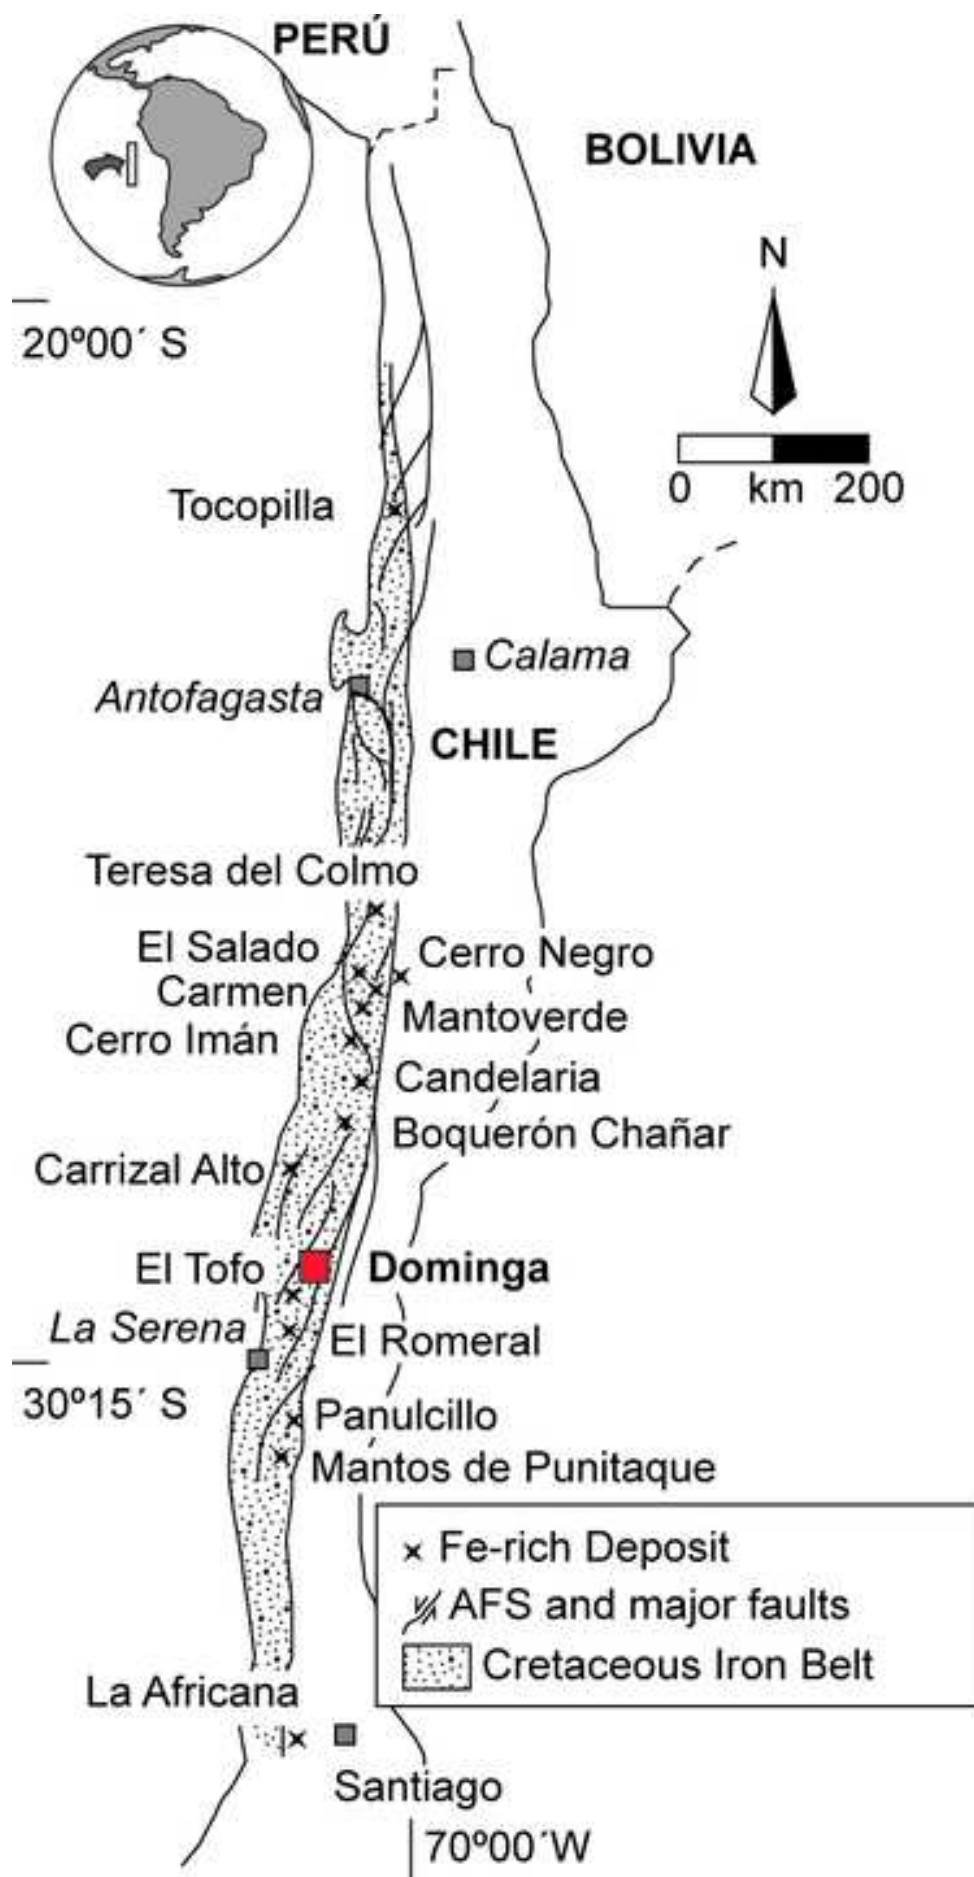 PERÚ
BOLIVIA
N
20º00´ S
0 km 200
Tocopilla
Calama
Antofagasta
CHILE
Teresa del Colmo
El Salado
Cerro Negro
Carmen
Mantoverde
Cerro Imán
Candelaria
Boquerón Chañar
Carrizal Alto
El Tofo
Dominga
La Serena
El Romeral
30º15´ S
Panulcillo
Mantos de Punitaque
Fe-rich Deposit
AFS and major faults
Cretaceous Iron Belt
La Africana
Santiago
70º00´W